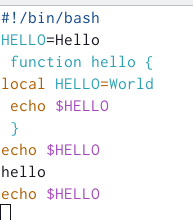 #!/bin/bash
HELLO=Hello
 function hello {
local HELLO=World
 echo $HELLO
 }
echo $HELLO
hello
echo $HELLO